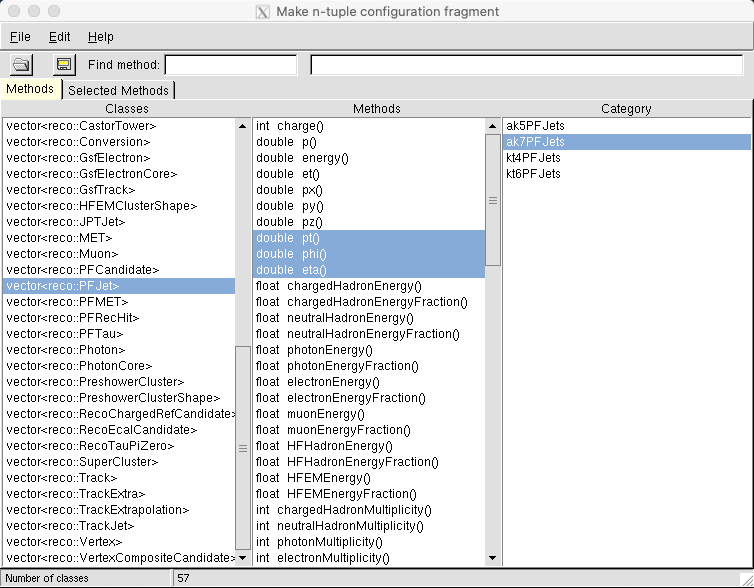 Make n-tuple configuration fragment
File Edit Help
Find method:
Methods Selected Methods
Classes Methods Category
vector<reco::CastorTower> int charge() ak5PFJets
vector<reco::Conversion> double p() ak7PFJets
vector<reco::GsfElectron> double energy() kt4PFJets
vector<reco::GsfElectronCore> double et() kt6PFJets
vector<reco::GsfTrack> double px()
vector<reco::HFEMClusterShape> double py()
vector<reco::JPTJet> double pz()
vector<reco::MET> double pt()
vector<reco::Muon> double phi()
vector<reco::PFCandidate> double eta()
vector<reco::PFJet> float chargedHadronEnergy()
vector<reco::PFMET> float chargedHadronEnergyFraction()
vector<reco::PFRecHit> float neutralHadronEnergy()
vector<reco::PFTau> float neutralHadronEnergyFraction()
vector<reco::Photon> float photonEnergy()
vector<reco::PhotonCore> float photonEnergyFraction()
vector<reco::PreshowerCluster> float electronEnergy()
vector<reco::PreshowerClusterShape> float electronEnergyFraction()
vector<reco::RecoChargedRefCandidate> float muonEnergy()
vector<reco::RecoEcalCandidate> float muonEnergyFraction()
vector<reco::RecoTauPiZero> float HFHadronEnergy()
vector<reco::SuperCluster> float HFHadronEnergyFraction()
vector<reco::Track> float HFEMEnergy()
vector<reco::TrackExtra> float HFEMEnergyFraction()
vector<reco::TrackExtrapolation> int chargedHadronMultiplicity()
vector<reco::TrackJet> int neutralHadronMultiplicity()
vector<reco::Vertex> int photonMultiplicity()
vector<reco::VertexCompositeCandidate> int electronMultiplicity()
Number of classes 57